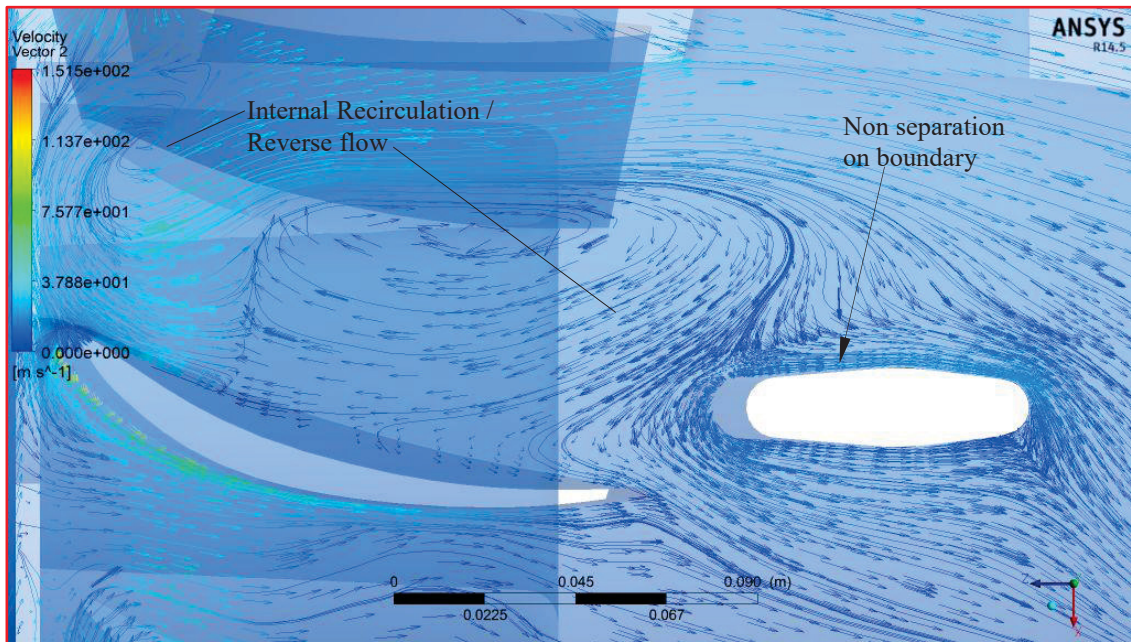 Velocity
Vector 2
ANSYS
R14.5
1.515e+002
1.137e+002
7.577e+001
3.788e+001
0.000e+000
[m s^-1]
Internal Recirculation /
Reverse flow
Non separation
on boundary
0
0.045
0.090 (m)
0.0225
0.067